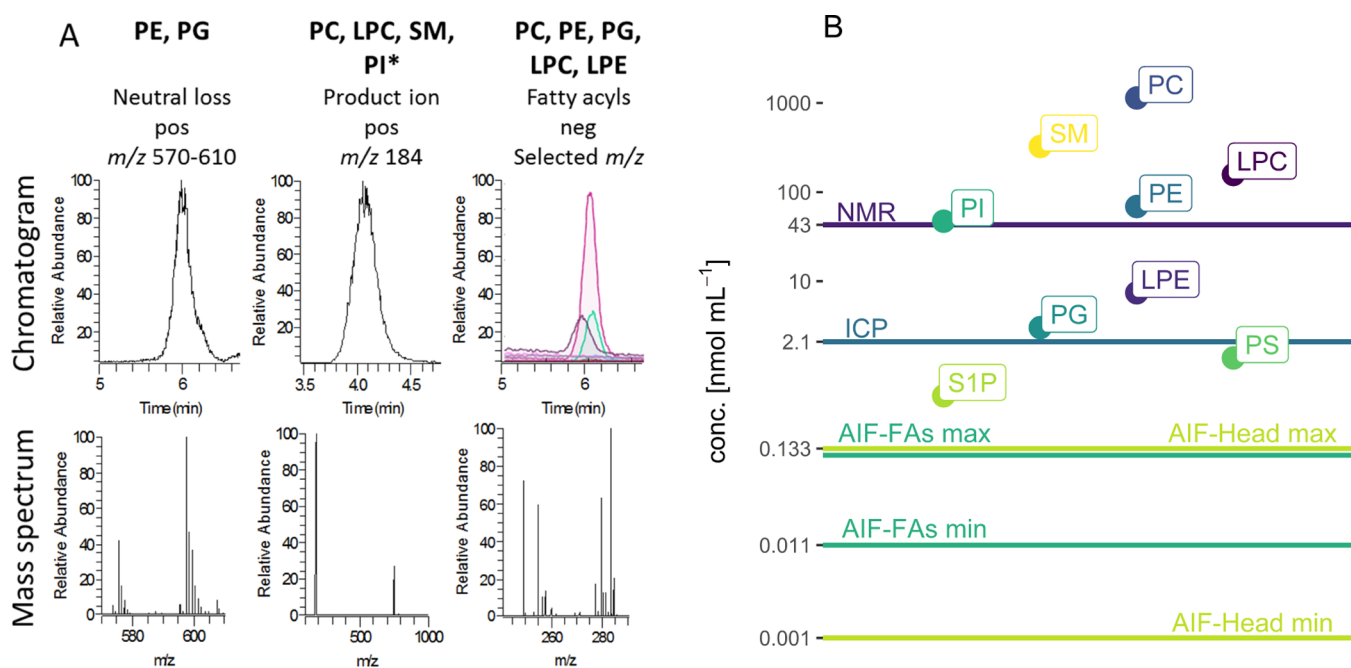 A
PE, PG
Neutral loss
pos
m/z 570-610
PC, LPC, SM,
PI*
Product ion
pos
m/z 184
PC, PE, PG,
LPC, LPE
Fatty acyls
neg
Selected m/z
Chromatogram
Relative Abundance
100
80
60
40
20
5
6
Time (min)
Relative Abundance
100
80
60
40
20
3.5
4.0
4.5
Time (min)
Relative Abundance
100
80
60
40
20
5
6
Time (min)
Mass spectrum
Relative Abundance
100
80
60
40
20
0
580
600
m/z
Relative Abundance
100
80
60
40
20
0
500
1000
m/z
Relative Abundance
100
80
60
40
20
0
260
280
m/z
B
conc. [nmol mL⁻¹]
1000
100
43
10
2.1
0.133
0.011
0.001
PC
SM
LPC
PE
NMR
PI
LPE
PG
ICP
PS
S1P
AIF-FAs max
AIF-Head max
AIF-FAs min
AIF-Head min